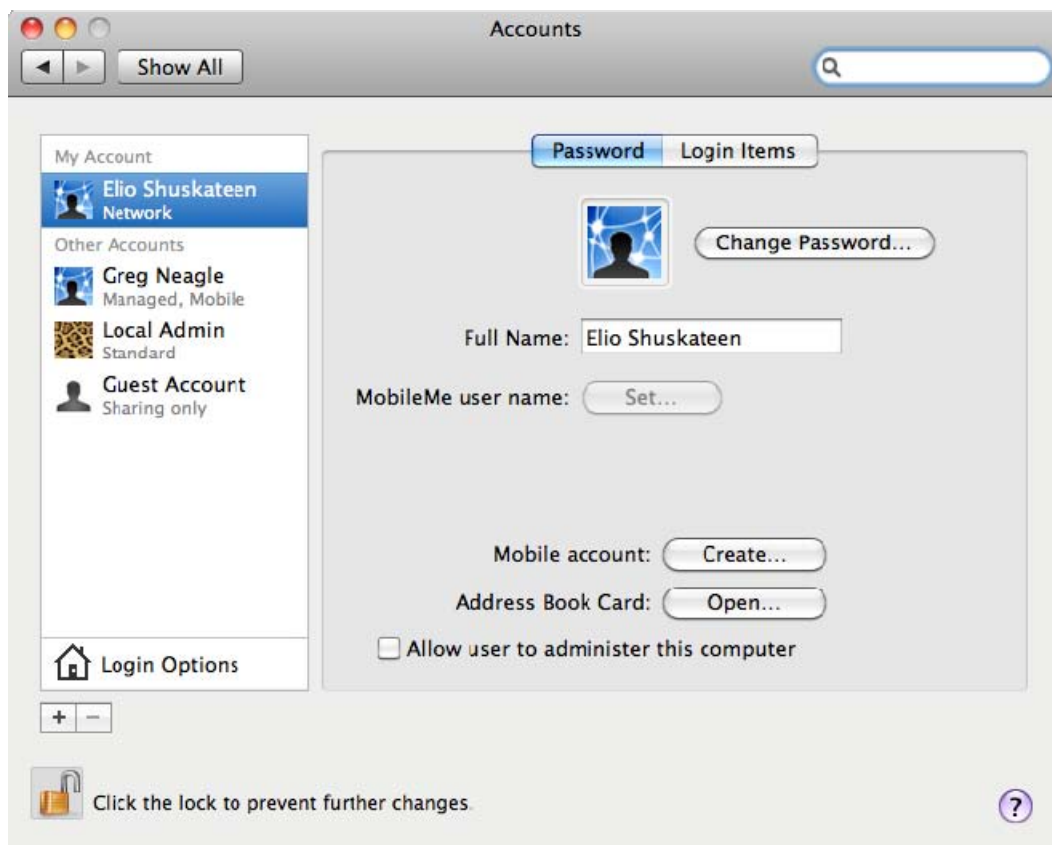 Accounts
Show All
My Account
Elio Shuskateen
Network
Other Accounts
Greg Neagle
Managed, Mobile
Local Admin
Standard
Guest Account
Sharing only
Login Options
+ −
Password Login Items
Change Password...
Full Name: Elio Shuskateen
MobileMe user name: Set...
Mobile account: Create...
Address Book Card: Open...
Allow user to administer this computer
Click the lock to prevent further changes.
?